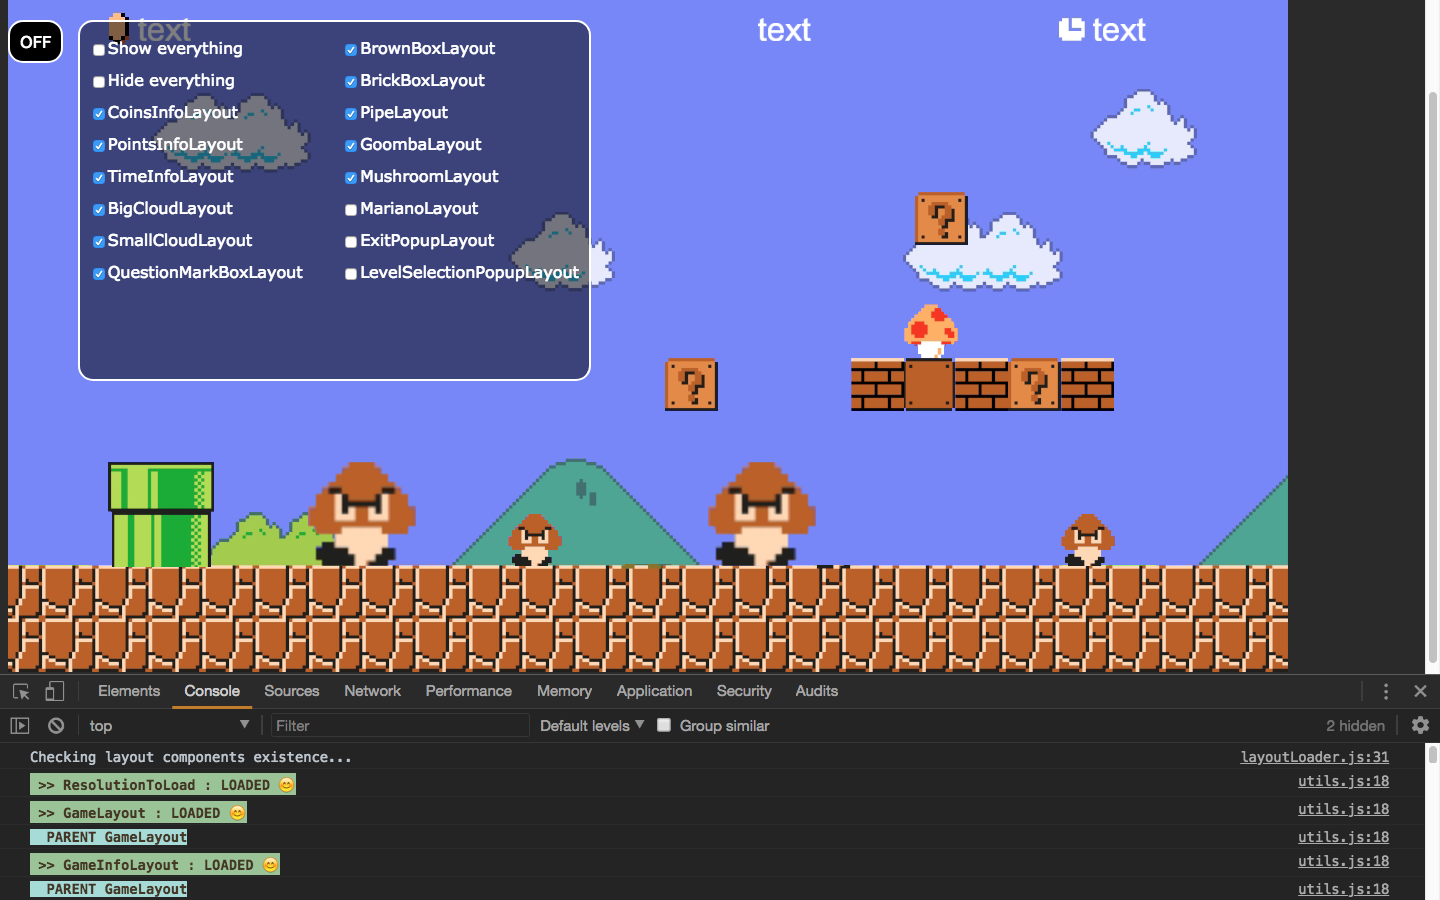 text
text
text
OFF
Show everything
Hide everything
CoinsInfoLayout
PointsInfoLayout
TimeInfoLayout
BigCloudLayout
SmallCloudLayout
QuestionMarkBoxLayout
BrownBoxLayout
BrickBoxLayout
PipeLayout
GoombaLayout
MushroomLayout
MarianoLayout
ExitPopupLayout
LevelSelectionPopupLayout
?
?
?
Elements Console Sources Network Performance Memory Application Security Audits
top Filter Default levels Group similar 2 hidden
Checking layout components existence... layoutLoader.js:31
>> ResolutionToLoad : LOADED 😊 utils.js:18
>> GameLayout : LOADED 😊 utils.js:18
PARENT GameLayout utils.js:18
>> GameInfoLayout : LOADED 😊 utils.js:18
PARENT GameLayout utils.js:18